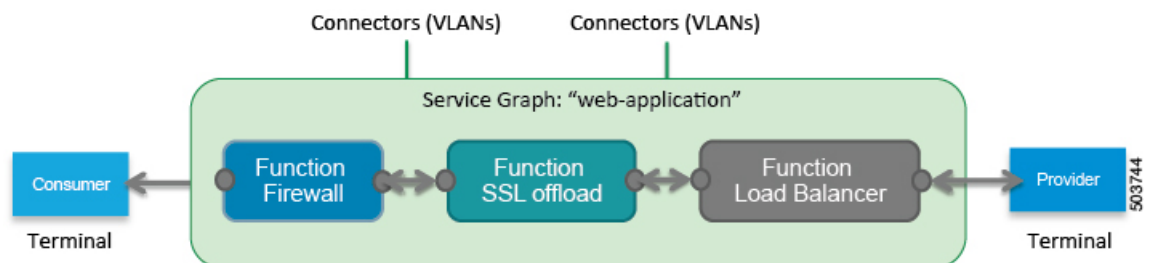 Connectors (VLANs)
Connectors (VLANs)
Service Graph: “web-application”
Consumer
Function
Firewall
Function
SSL offload
Function
Load Balancer
Provider
503744
Terminal
Terminal